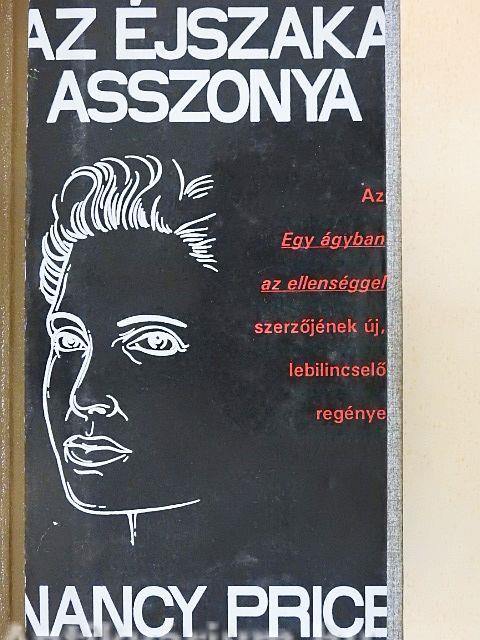 AZ ÉJSZAKA
ASSZONYA
Az
Egy ágyban
az ellenséggel
szerzőjének új,
lebilincselő
regénye
NANCY PRICE